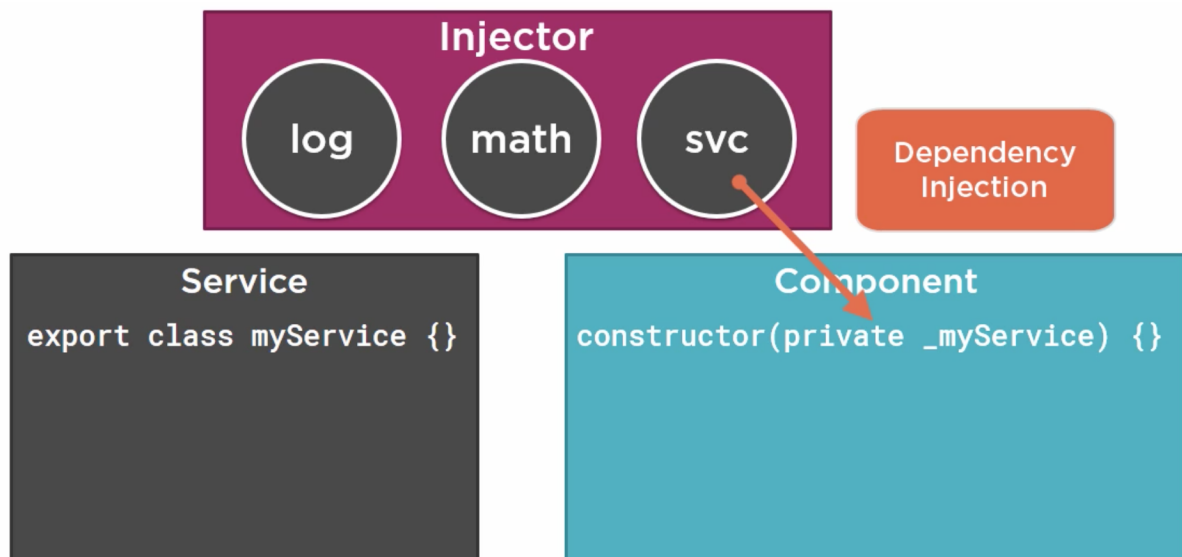 Injector
log
math
svc
Dependency
Injection
Service
export class myService {}
Component
constructor(private _myService) {}